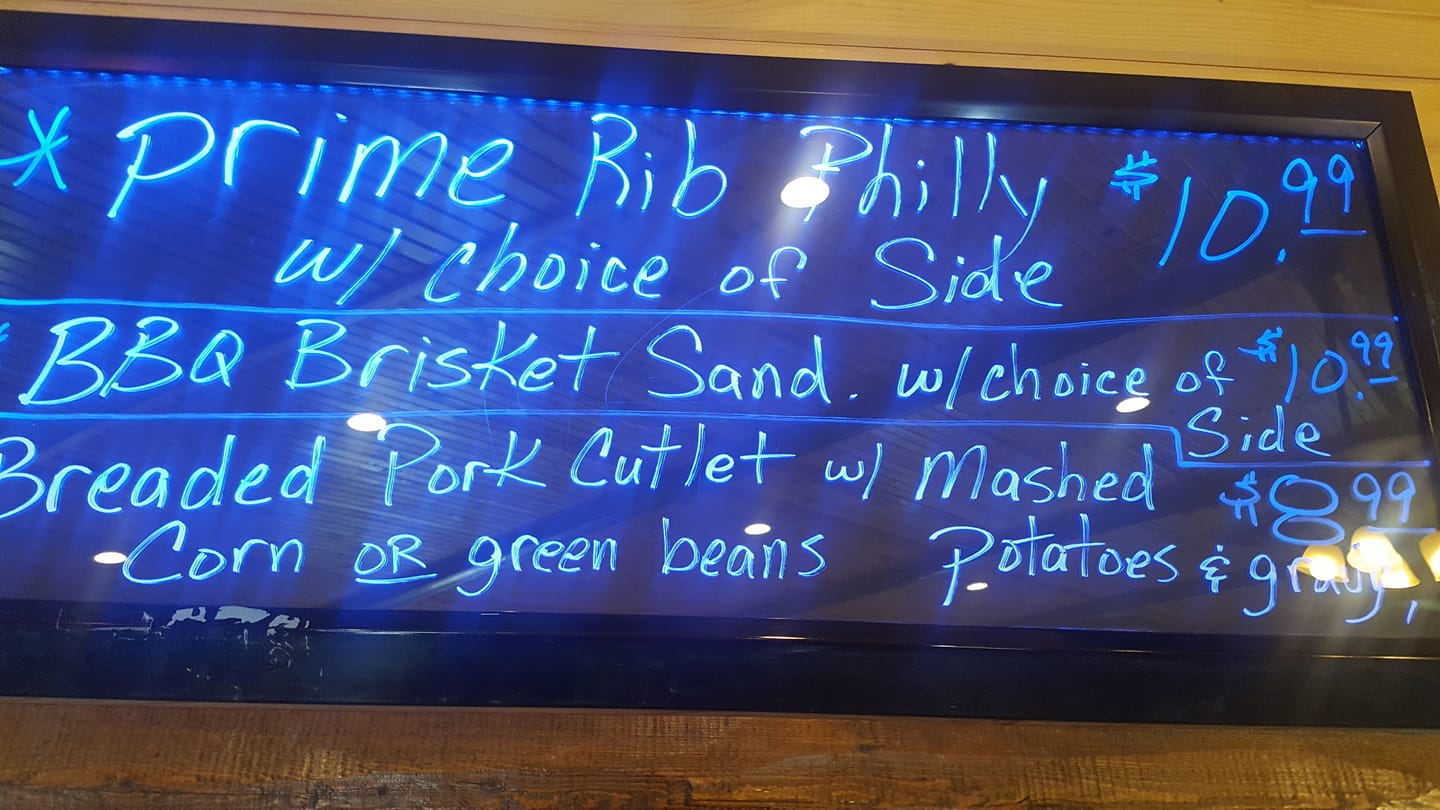 * Prime Rib Philly $10.99
w/ choice of Side
* BBQ Brisket Sand. w/ choice of $10.99
Side
Breaded Pork Cutlet w/ Mashed $8.99
Corn OR green beans Potatoes & gravy,